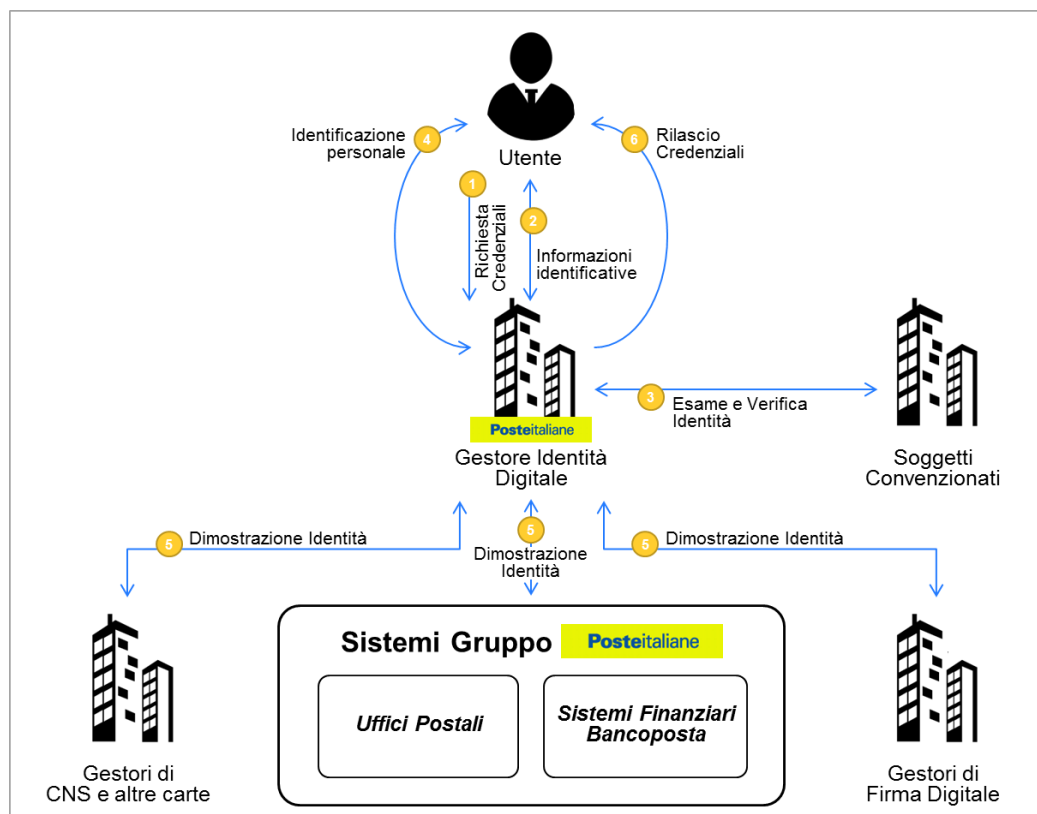 Utente
Identificazione
personale
4
6
Rilascio
Credenziali
1
Richiesta
Credenziali
2
Informazioni
identificative
3
Esame e Verifica
Identità
Posteitaliane
Gestore Identità
Digitale
Soggetti
Convenzionati
5
Dimostrazione Identità
5
Dimostrazione
Identità
5
Dimostrazione Identità
Sistemi Gruppo Posteitaliane
Uffici Postali
Sistemi Finanziari
Bancoposta
Gestori di
CNS e altre carte
Gestori di
Firma Digitale